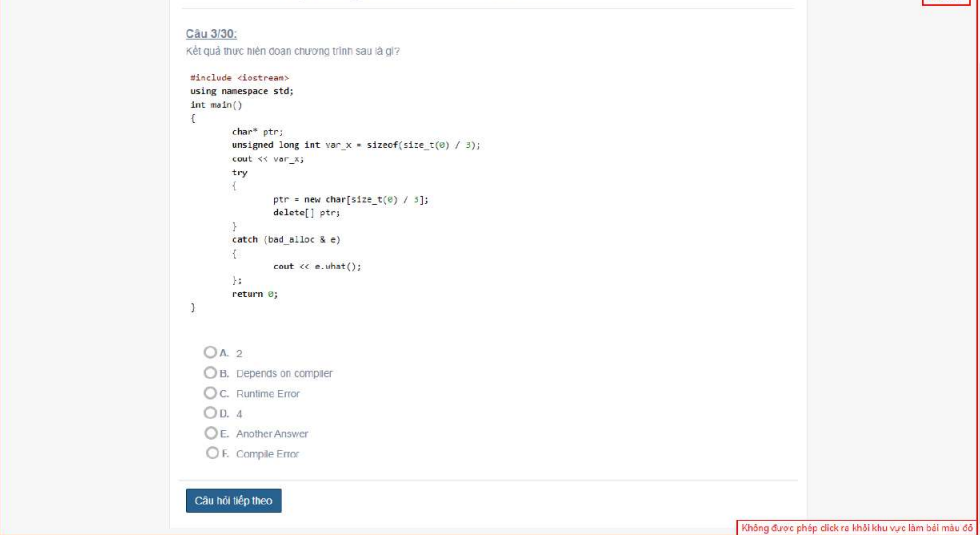 Câu 3/30:
Kết quả thực hiện đoạn chương trình sau là gì?
#include <iostream>
using namespace std;
int main()
{
char* ptr;
unsigned long int var_x = sizeof(size_t(0) / 3);
cout << var_x;
try
{
ptr = new char[size_t(0) / 3];
delete[] ptr;
}
catch (bad_alloc & e)
{
cout << e.what();
};
return 0;
}
A. 2
B. Depends on compiler
C. Runtime Error
D. 4
E. Another Answer
F. Compile Error
Câu hỏi tiếp theo
Không được phép click ra khỏi khu vực làm bài màu đỏ